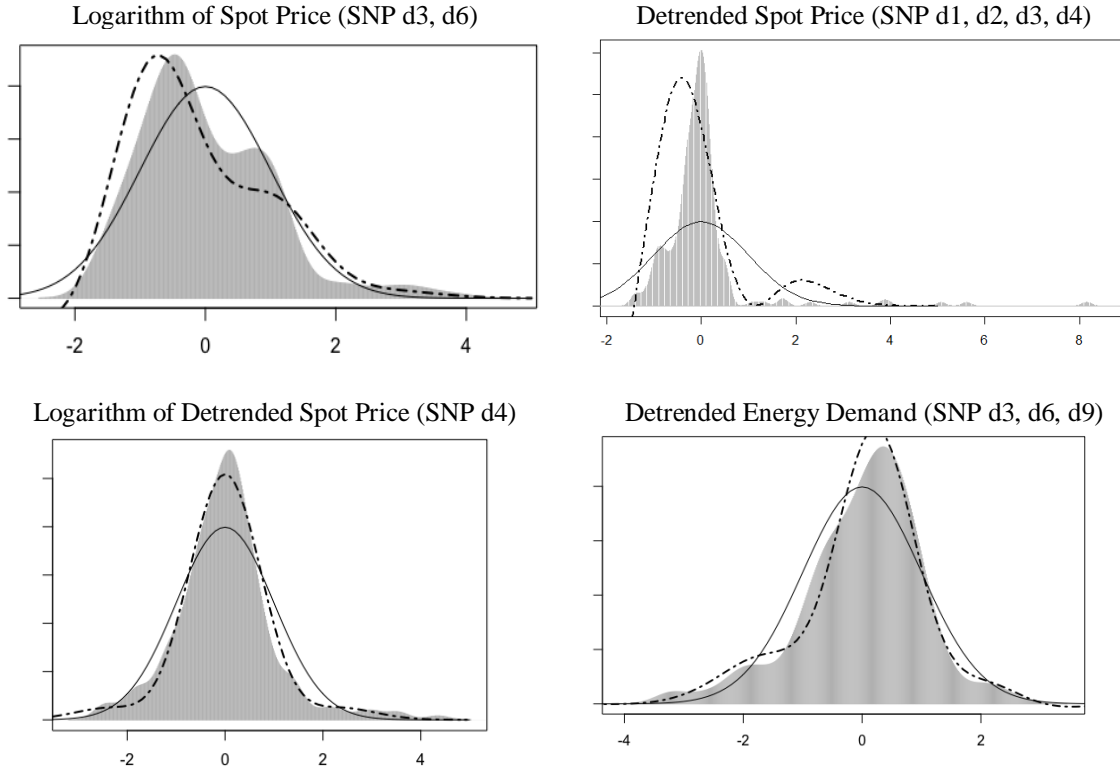 Logarithm of Spot Price (SNP d3, d6)
Detrended Spot Price (SNP d1, d2, d3, d4)
-2 0 2 4
-2 0 2 4 6 8
Logarithm of Detrended Spot Price (SNP d4)
Detrended Energy Demand (SNP d3, d6, d9)
-2 0 2 4
-4 -2 0 2